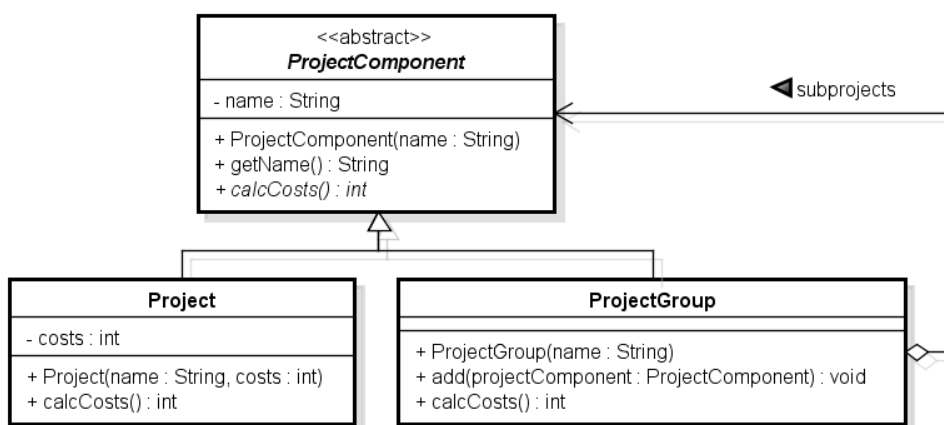 <<abstract>>
ProjectComponent
- name : String
subprojects
+ ProjectComponent(name : String)
+ getName() : String
+ calcCosts() : int
Project
- costs : int
+ Project(name : String, costs : int)
+ calcCosts() : int
ProjectGroup
+ ProjectGroup(name : String)
+ add(projectComponent : ProjectComponent) : void
+ calcCosts() : int